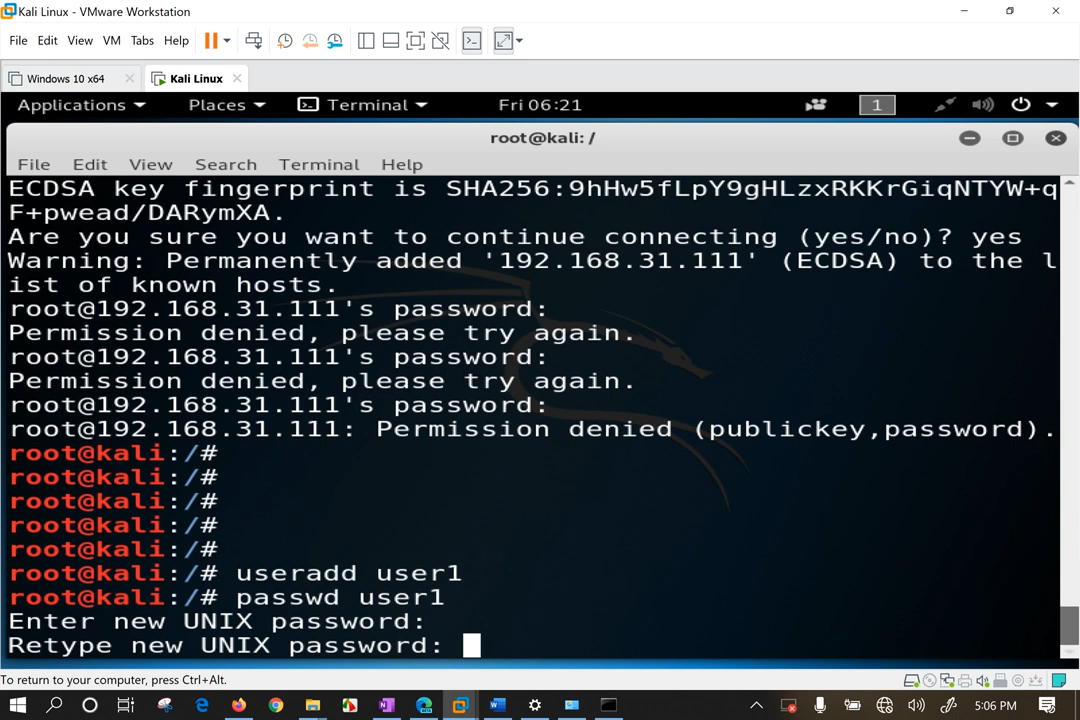 Kali Linux - VMware Workstation
File Edit View VM Tabs Help
Windows 10 x64 Kali Linux
Applications Places Terminal Fri 06:21 1
root@kali: /
File Edit View Search Terminal Help
ECDSA key fingerprint is SHA256:9hHw5fLpY9gHLzxRKKrGiqNTYW+q
F+pwead/DARymXA.
Are you sure you want to continue connecting (yes/no)? yes
Warning: Permanently added '192.168.31.111' (ECDSA) to the l
ist of known hosts.
root@192.168.31.111's password:
Permission denied, please try again.
root@192.168.31.111's password:
Permission denied, please try again.
root@192.168.31.111's password:
root@192.168.31.111: Permission denied (publickey,password).
root@kali:/#
root@kali:/#
root@kali:/#
root@kali:/#
root@kali:/#
root@kali:/# useradd user1
root@kali:/# passwd user1
Enter new UNIX password:
Retype new UNIX password:
To return to your computer, press Ctrl+Alt.
5:06 PM